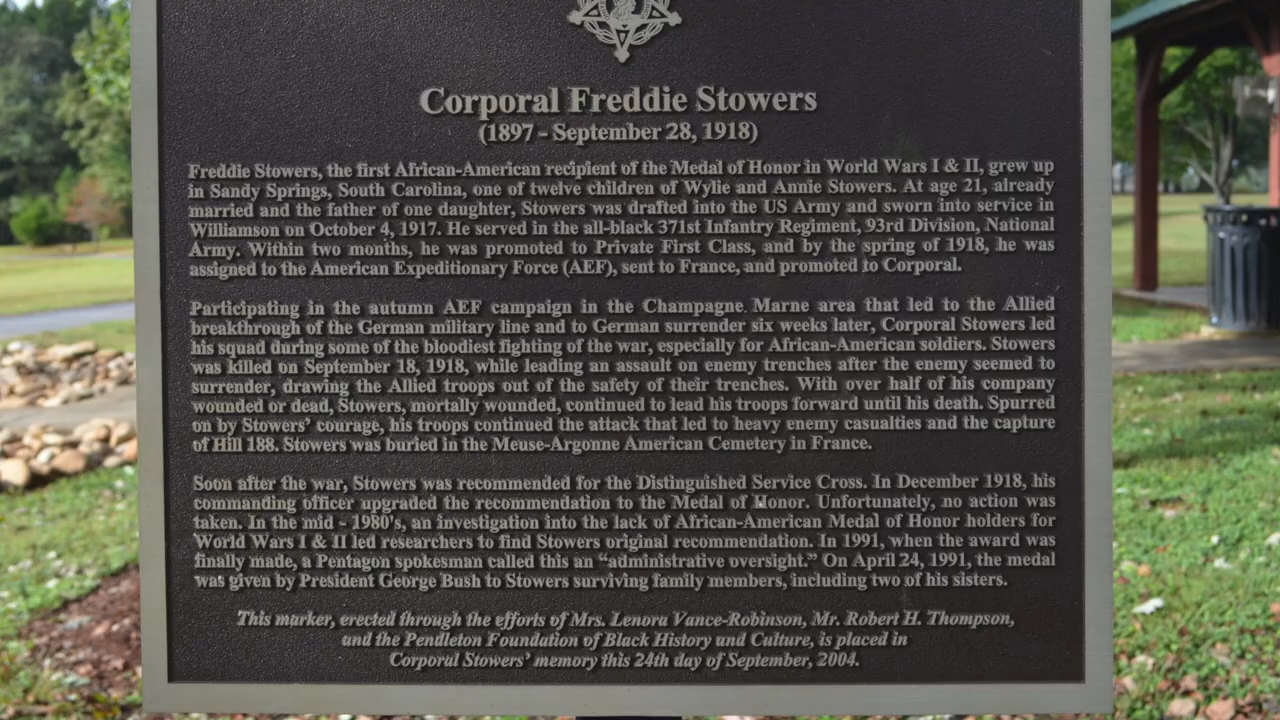 Corporal Freddie Stowers
(1897 - September 28, 1918)
Freddie Stowers, the first African-American recipient of the Medal of Honor in World Wars I & II, grew up
in Sandy Springs, South Carolina, one of twelve children of Wylie and Annie Stowers. At age 21, already
married and the father of one daughter, Stowers was drafted into the US Army and sworn into service in
Williamson on October 4, 1917. He served in the all-black 371st Infantry Regiment, 93rd Division, National
Army. Within two months, he was promoted to Private First Class, and by the spring of 1918, he was
assigned to the American Expeditionary Force (AEF), sent to France, and promoted to Corporal.
Participating in the autumn AEF campaign in the Champagne Marne area that led to the Allied
breakthrough of the German military line and to German surrender six weeks later, Corporal Stowers led
his squad during some of the bloodiest fighting of the war, especially for African-American soldiers. Stowers
was killed on September 18, 1918, while leading an assault on enemy trenches after the enemy seemed to
surrender, drawing the Allied troops out of the safety of their trenches. With over half of his company
wounded or dead, Stowers, mortally wounded, continued to lead his troops forward until his death. Spurred
on by Stowers' courage, his troops continued the attack that led to heavy enemy casualties and the capture
of Hill 188. Stowers was buried in the Meuse-Argonne American Cemetery in France.
Soon after the war, Stowers was recommended for the Distinguished Service Cross. In December 1918, his
commanding officer upgraded the recommendation to the Medal of Honor. Unfortunately, no action was
taken. In the mid - 1980's, an investigation into the lack of African-American Medal of Honor holders for
World Wars I & II led researchers to find Stowers original recommendation. In 1991, when the award was
finally made, a Pentagon spokesman called this an "administrative oversight." On April 24, 1991, the medal
was given by President George Bush to Stowers surviving family members, including two of his sisters.
This marker, erected through the efforts of Mrs. Lenora Vance-Robinson, Mr. Robert H. Thompson,
and the Pendleton Foundation of Black History and Culture, is placed in
Corporal Stowers' memory this 24th day of September, 2004.